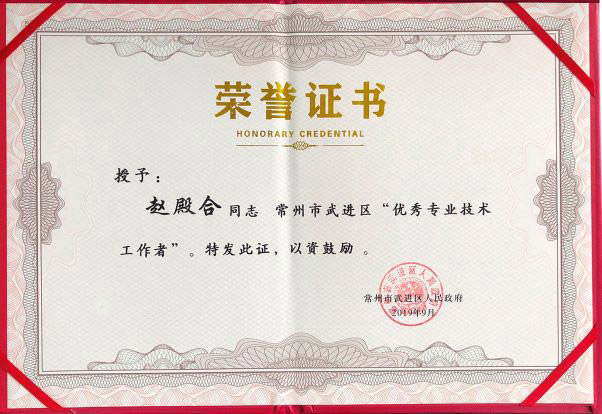 荣誉证书
HONORARY CREDENTIAL
授予：
赵殿合同志 常州市武进区“优秀专业技术
工作者”。特发此证，以资鼓励。
常州市武进区人民政府
2019年9月